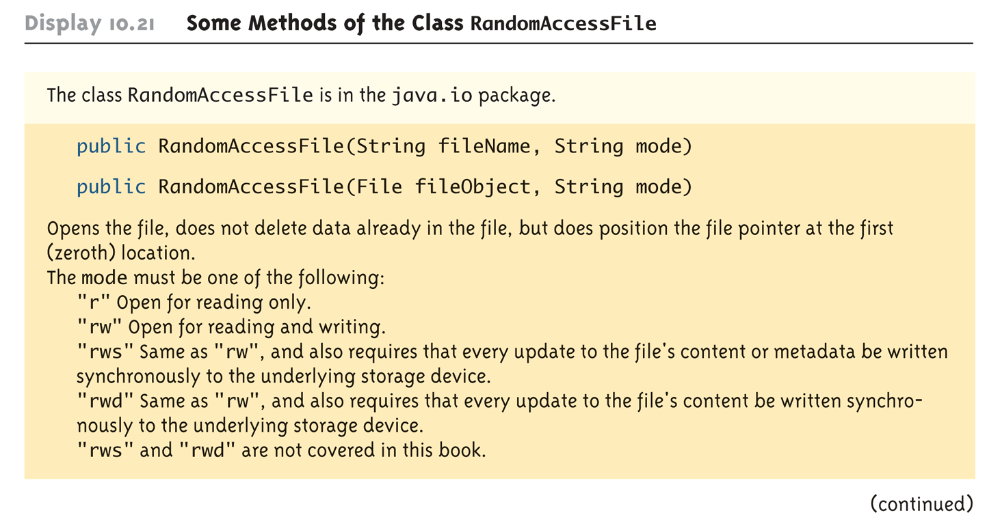 Display 10.21 Some Methods of the Class RandomAccessFile
The class RandomAccessFile is in the java.io package.
public RandomAccessFile(String fileName, String mode)
public RandomAccessFile(File fileObject, String mode)
Opens the file, does not delete data already in the file, but does position the file pointer at the first
(zeroth) location.
The mode must be one of the following:
"r" Open for reading only.
"rw" Open for reading and writing.
"rws" Same as "rw", and also requires that every update to the file's content or metadata be written
synchronously to the underlying storage device.
"rwd" Same as "rw", and also requires that every update to the file's content be written synchro-
nously to the underlying storage device.
"rws" and "rwd" are not covered in this book.
(continued)